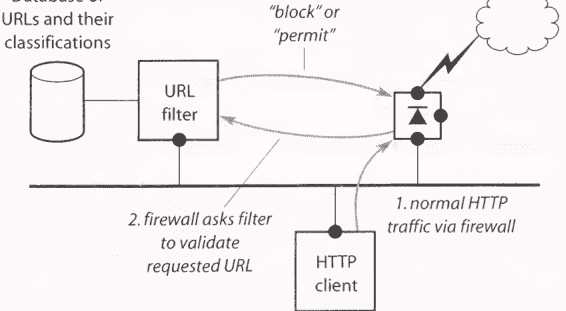 Database of
URLs and their
classifications
"block" or
"permit"
URL
filter
2. firewall asks filter
to validate
requested URL
1. normal HTTP
traffic via firewall
HTTP
client